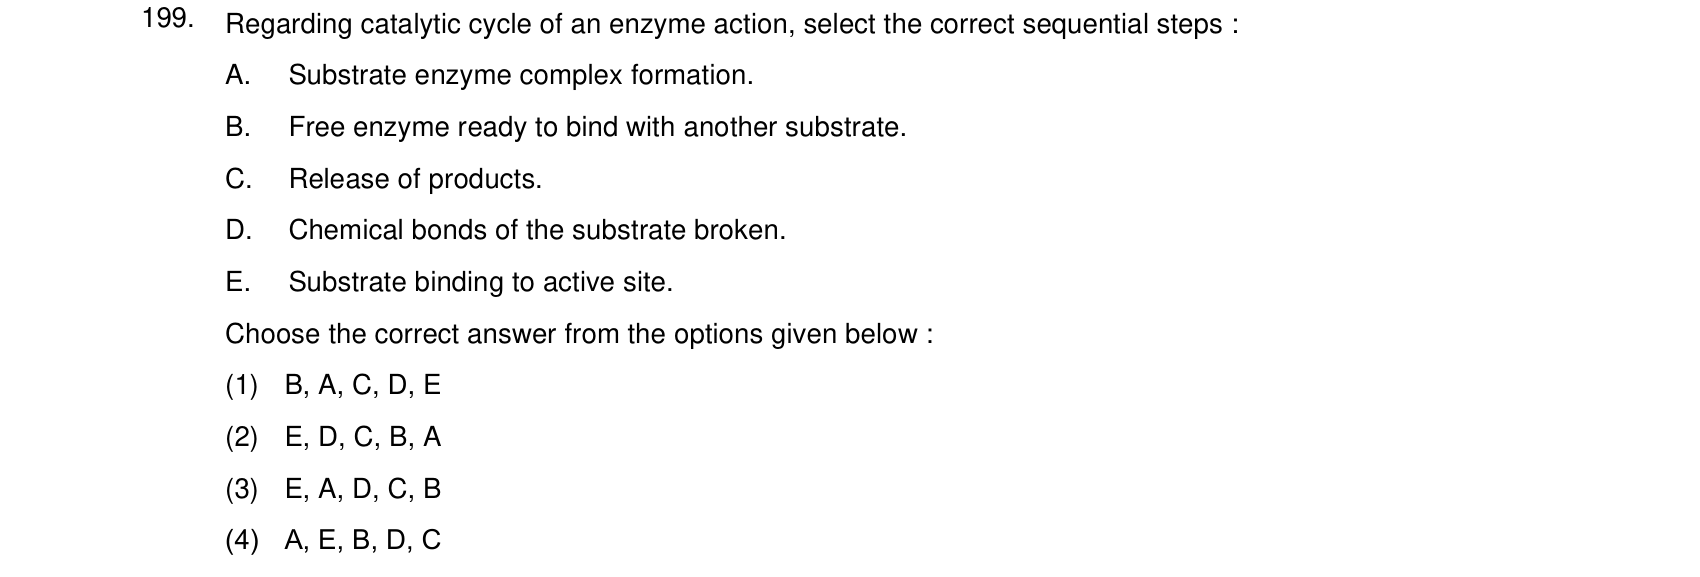 199. Regarding catalytic cycle of an enzyme action, select the correct sequential steps :
A. Substrate enzyme complex formation.
B. Free enzyme ready to bind with another substrate.
C. Release of products.
D. Chemical bonds of the substrate broken.
E. Substrate binding to active site.
Choose the correct answer from the options given below :
(1) B, A, C, D, E
(2) E, D, C, B, A
(3) E, A, D, C, B
(4) A, E, B, D, C